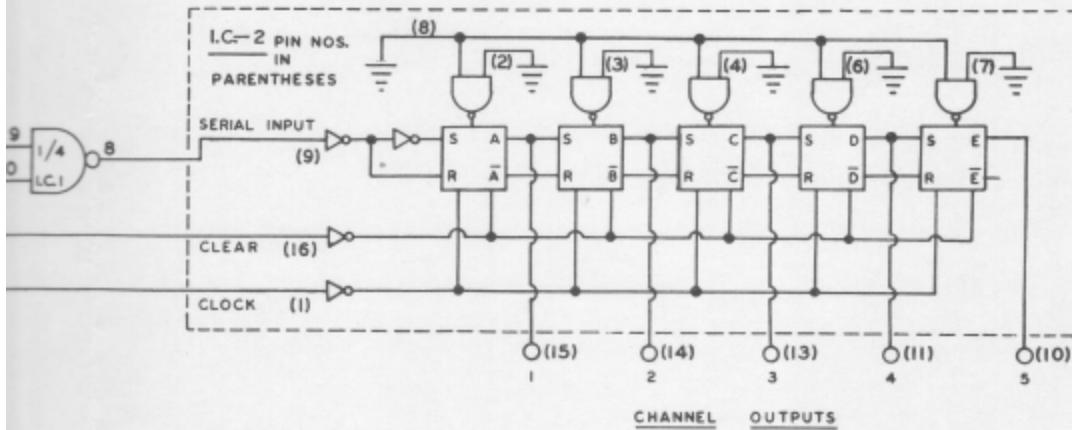 I.C.-2 PIN NOS.
IN
PARENTHESES
(8)
(2) (3) (4) (6) (7)
SERIAL INPUT
(9)
9
1/4
I.C.1
8
S A S B S C S D S E
R A̅ R B̅ R C̅ R D̅ R E̅
CLEAR (16)
CLOCK (1)
(15) (14) (13) (11) (10)
1 2 3 4 5
CHANNEL OUTPUTS